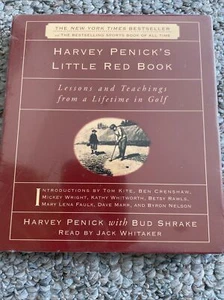 THE NEW YORK TIMES BESTSELLER
—THE BESTSELLING SPORTS BOOK OF ALL TIME
HARVEY PENICK'S
LITTLE RED BOOK
Lessons and Teachings
from a Lifetime in Golf
INTRODUCTIONS BY TOM KITE, BEN CRENSHAW,
MICKEY WRIGHT, KATHY WHITWORTH, BETSY RAWLS,
MARY LENA FAULK, DAVE MARR, AND BYRON NELSON
HARVEY PENICK with BUD SHRAKE
READ BY JACK WHITAKER